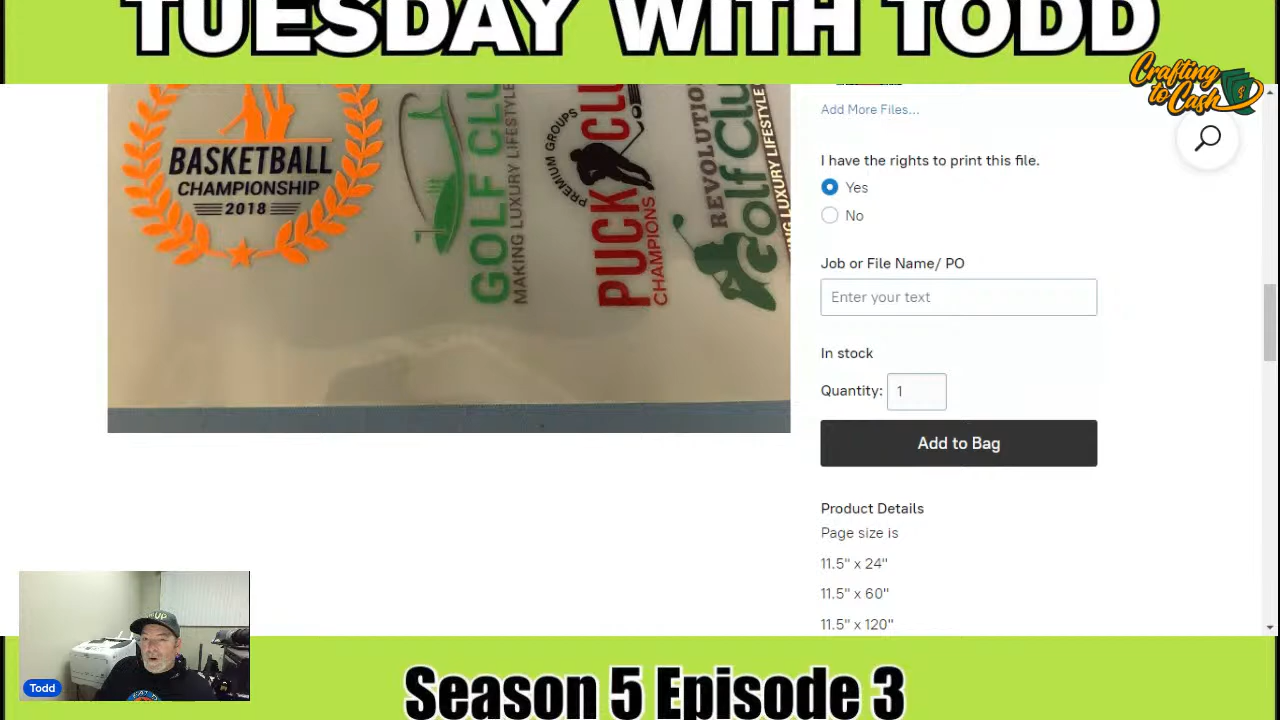 TUESDAY WITH TODD
Crafting
to Cash
BASKETBALL
CHAMPIONSHIP
2018
GOLF CLU
MAKING LUXURY LIFESTYLE
PREMIUM GROUPS
PUCK CLU
CHAMPIONS
REVOLUTION
Golf Clu
NG LUXURY LIFESTYLE
Add More Files...
I have the rights to print this file.
Yes
No
Job or File Name/ PO
Enter your text
In stock
Quantity: 1
Add to Bag
Product Details
Page size is
11.5" x 24"
11.5" x 60"
11.5" x 120"
UP
Todd
Season 5 Episode 3